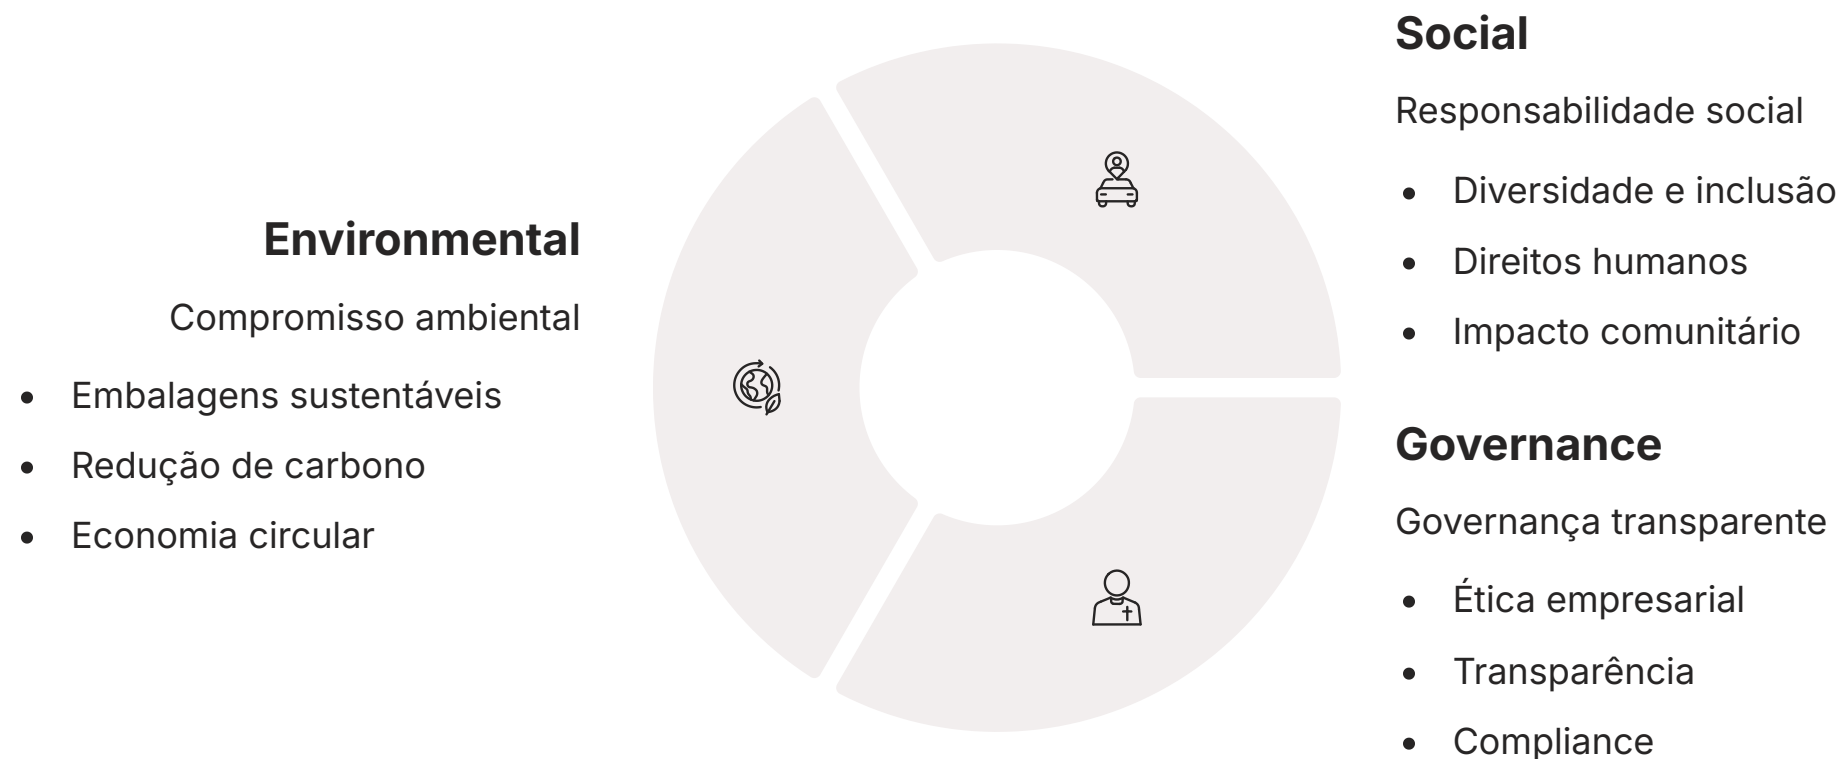 Environmental
Compromisso ambiental
• Embalagens sustentáveis
• Redução de carbono
• Economia circular
Social
Responsabilidade social
• Diversidade e inclusão
• Direitos humanos
• Impacto comunitário
Governance
Governança transparente
• Ética empresarial
• Transparência
• Compliance